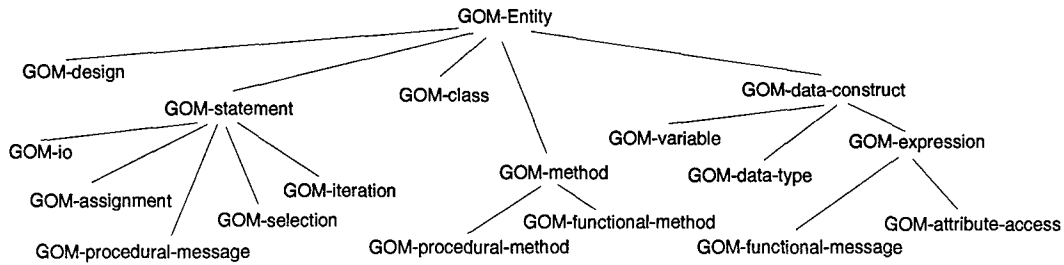 GOM-Entity
GOM-design
GOM-statement
GOM-class
GOM-data-construct
GOM-io
GOM-variable
GOM-expression
GOM-assignment
GOM-iteration
GOM-method
GOM-data-type
GOM-selection
GOM-functional-method
GOM-attribute-access
GOM-procedural-message
GOM-procedural-method
GOM-functional-message